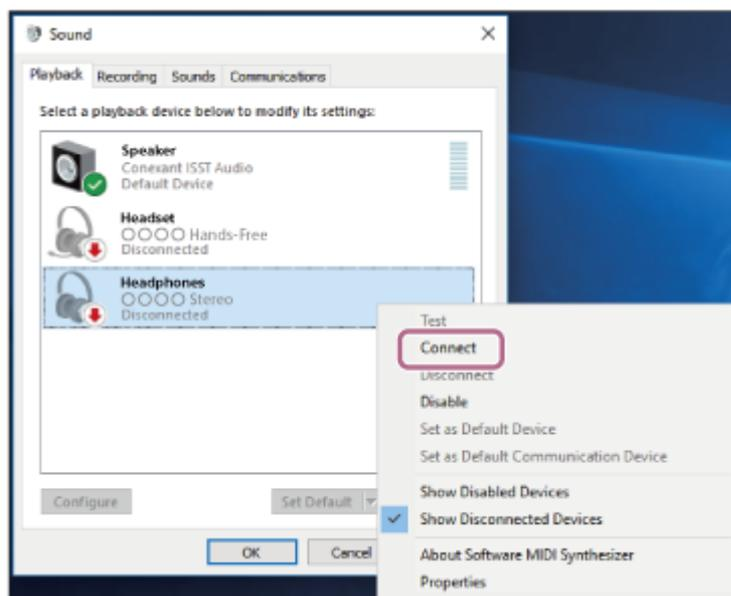 Sound
Playback Recording Sounds Communications
Select a playback device below to modify its settings:
Speaker
Conexant ISST Audio
Default Device
Headset
○○○○ Hands-Free
Disconnected
Headphones
○○○○ Stereo
Disconnected
Test
Connect
Disconnect
Disable
Set as Default Device
Set as Default Communication Device
Show Disabled Devices
Show Disconnected Devices
About Software MIDI Synthesizer
Properties
Configure
Set Default
OK
Cancel